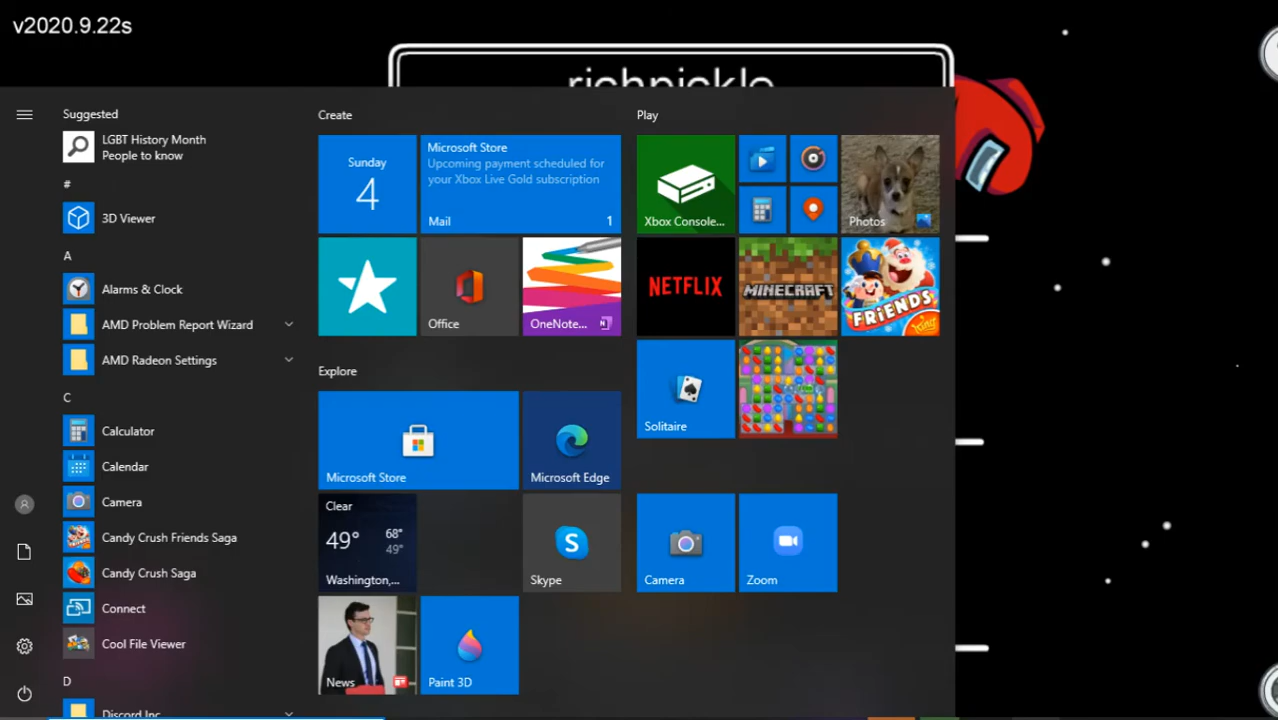 v2020.9.22s
richpickle
Suggested
LGBT History Month
People to know
#
3D Viewer
A
Alarms & Clock
AMD Problem Report Wizard
AMD Radeon Settings
C
Calculator
Calendar
Camera
Candy Crush Friends Saga
Candy Crush Saga
Connect
Cool File Viewer
D
Discord Inc
Create
Sunday
4
Microsoft Store
Upcoming payment scheduled for
your Xbox Live Gold subscription
Mail
1
Office
OneNote...
Explore
Microsoft Store
Microsoft Edge
Clear
49°
68°
49°
Washington,...
Skype
News
Paint 3D
Play
Xbox Console...
Photos
NETFLIX
MINECRAFT
FRIENDS
King
Solitaire
Camera
Zoom